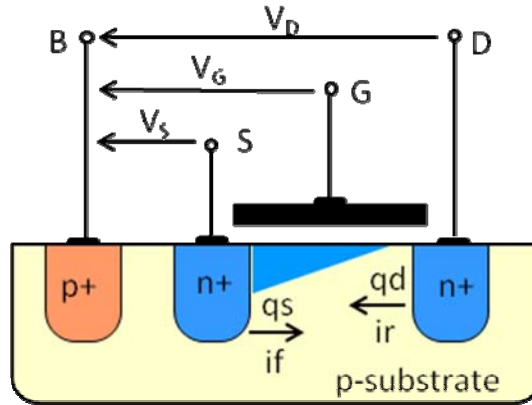 V_D
B
D
V_G
G
V_S
S
p+
n+
qs
qd
n+
if
ir
p-substrate